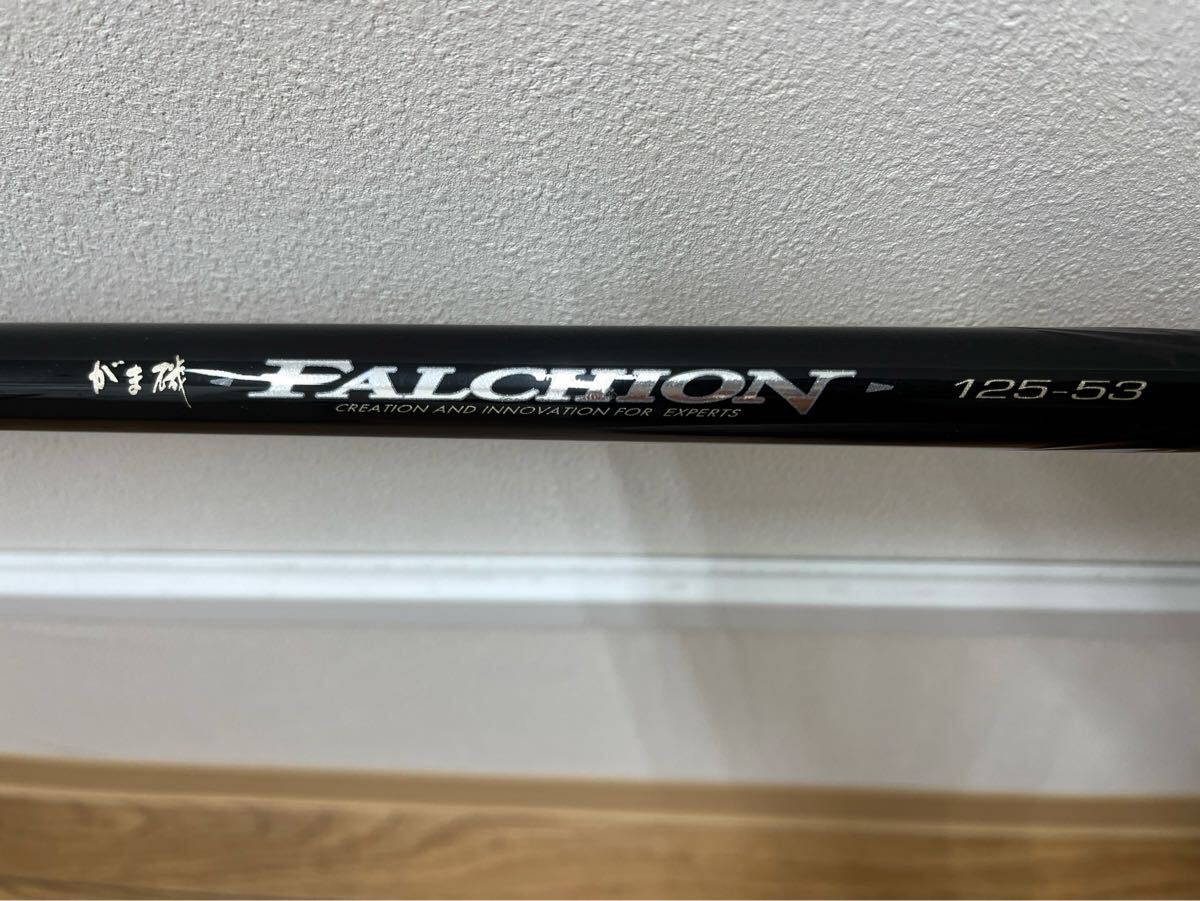 がま磯 FALCHION 125-53
CREATION AND INNOVATION FOR EXPERTS